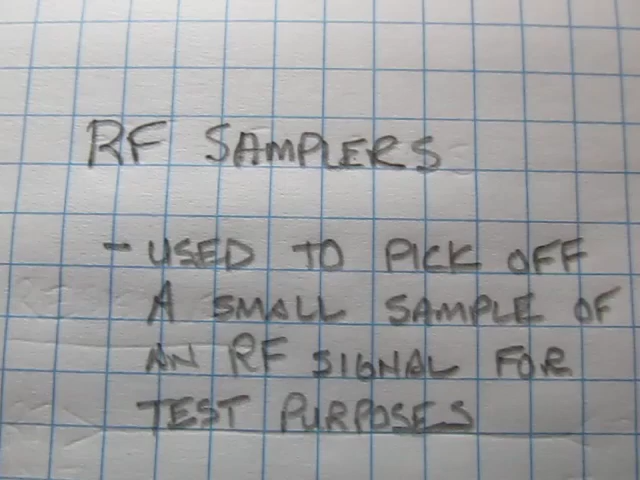 RF SAMPLERS
- USED TO PICK OFF
A SMALL SAMPLE OF
AN RF SIGNAL FOR
TEST PURPOSES